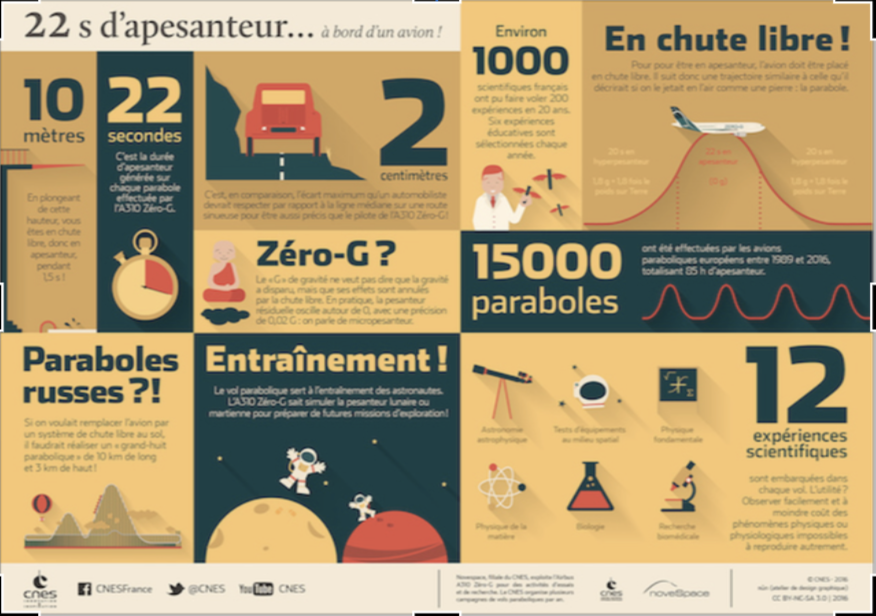 22 s d'apesanteur... à bord d'un avion !
10
mètres
En plongeant
de cette
hauteur, vous
êtes en chute
libre, donc en
apesanteur,
pendant
1,5 s !
22
secondes
C'est la durée
d'apesanteur
générée sur
chaque parabole
effectuée par
l'A310 Zéro-G.
2
centimètres
C'est, en comparaison, l'écart maximum qu'un automobiliste
devrait respecter par rapport à la ligne médiane sur une route
sinueuse pour être aussi précis que le pilote de l'A310 Zéro-G !
Zéro-G ?
Le «G» de gravité ne veut pas dire que la gravité
a disparu, mais que ses effets sont annulés
par la chute libre. En pratique, la pesanteur
résiduelle oscille autour de 0, avec une précision
de 0,02 G : on parle de micropesanteur.
Environ
1000
scientifiques français
ont pu faire voler 200
expériences en 20 ans.
Six expériences
éducatives sont
sélectionnées chaque
année.
En chute libre !
Pour pour être en apesanteur, l'avion doit être placé
en chute libre. Il suit donc une trajectoire similaire à celle qu'il
décrirait si on le jetait en l'air comme une pierre : la parabole.
20 s en
hyperpesanteur
1,8 g = 1,8 fois le
poids sur Terre
22 s en
apesanteur
(0 g)
20 s en
hyperpesanteur
1,8 g = 1,8 fois le
poids sur Terre
15000
paraboles
ont été effectuées par les avions
paraboliques européens entre 1989 et 2016,
totalisant 85 h d'apesanteur.
Paraboles
russes ?!
Si on voulait remplacer l'avion par
un système de chute libre au sol,
il faudrait réaliser un « grand-huit
parabolique » de 10 km de long
et 3 km de haut !
Entraînement !
Le vol parabolique sert à l'entraînement des astronautes.
L'A310 Zéro-G sait simuler la pesanteur lunaire ou
martienne pour préparer de futures missions d'exploration !
Astronomie
astrophysique
Tests d'équipements
au milieu spatial
Physique
fondamentale
Physique de la
matière
Biologie
Recherche
biomédicale
12
expériences
scientifiques
sont embarquées dans
chaque vol. L'utilité ?
Observer facilement et à
moindre coût des
phénomènes physiques ou
physiologiques impossibles
à reproduire autrement.
cnes
CNESFrance
@CNES
YouTube CNES
Novespace, filiale du CNES, exploite l'Airbus
A310 Zéro-G pour des activités d'essais
et de recherche. Le CNES organise plusieurs
campagnes de vols paraboliques par an.
cnes
novespace
© CNES - 2016
(atelier de design graphique)
CC BY-NC-SA 3.0 | 2016